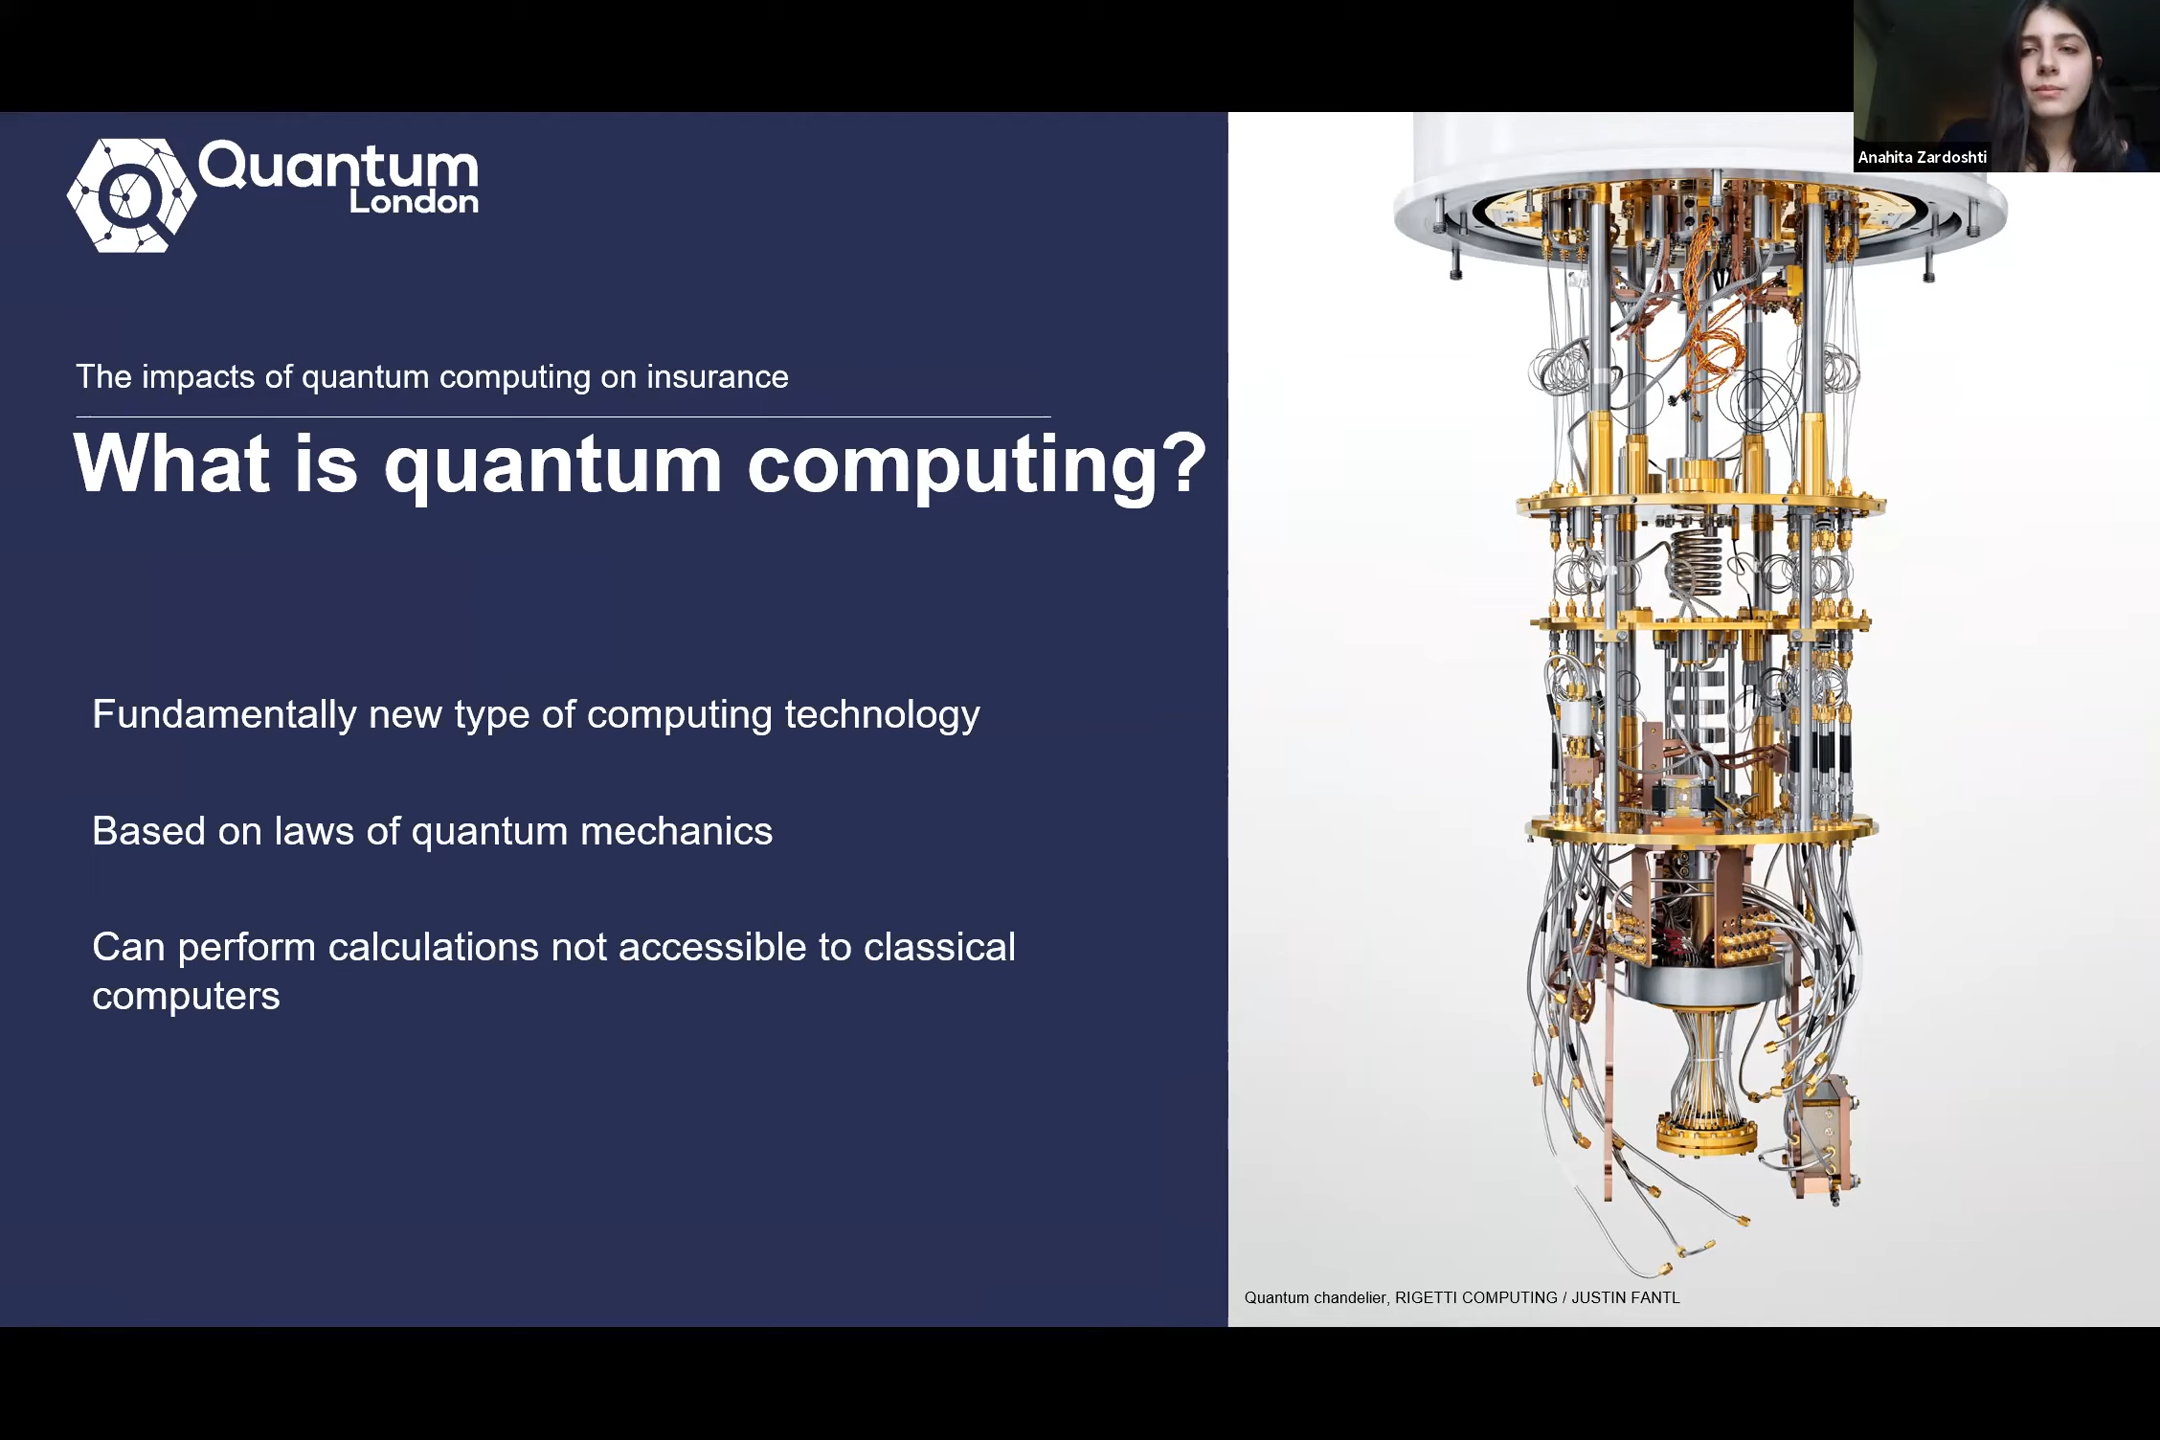 Quantum
London
Anahita Zardoshti
The impacts of quantum computing on insurance
What is quantum computing?
Fundamentally new type of computing technology
Based on laws of quantum mechanics
Can perform calculations not accessible to classical
computers
Quantum chandelier, RIGETTI COMPUTING / JUSTIN FANTL